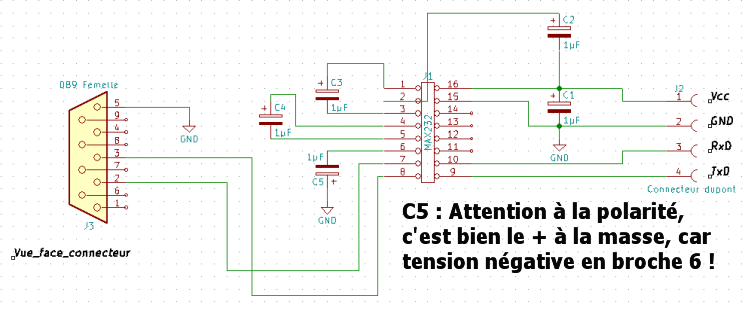 C2
+
1µF
DB9 Femelle
J1
C3
+
1µF
C4
+
1µF
C1
+
1µF
J2
5
9
4
8
3
7
2
6
1
GND
1
2
3
4
5
6
7
8
MAX232
16
15
14
13
12
11
10
9
1 Vcc
2 GND
3 RxD
4 TxD
GND
1µF
C5 +
GND
Connecteur dupont
J3
Vue_face_connecteur
C5 : Attention à la polarité,
c'est bien le + à la masse, car
tension négative en broche 6 !